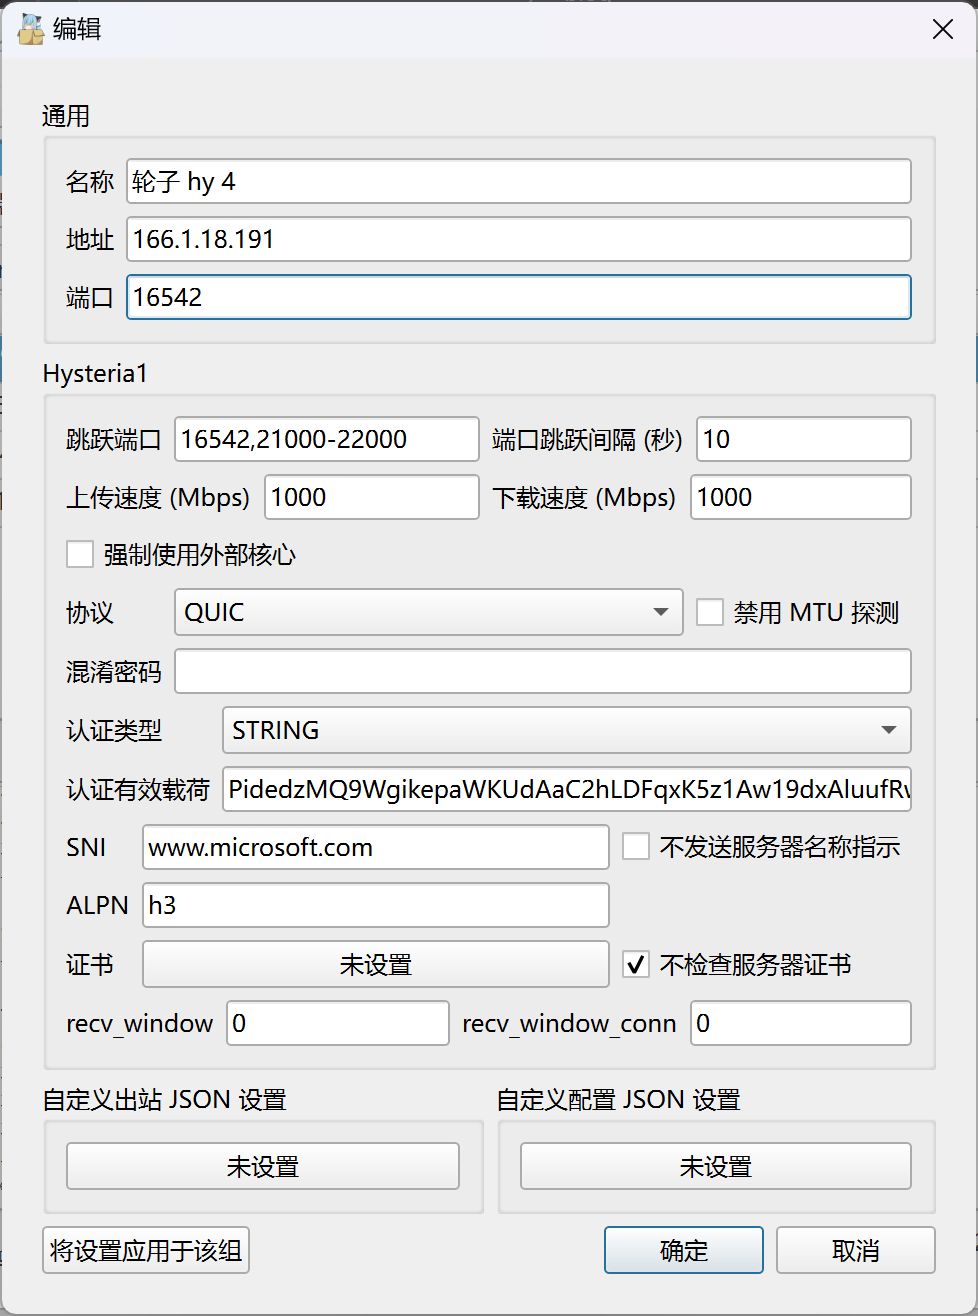 编辑
通用
名称 轮子 hy 4
地址 166.1.18.191
端口 16542
Hysteria1
跳跃端口 16542,21000-22000 端口跳跃间隔 (秒) 10
上传速度 (Mbps) 1000 下载速度 (Mbps) 1000
强制使用外部核心
协议 QUIC 禁用 MTU 探测
混淆密码
认证类型 STRING
认证有效载荷 PidedzMQ9WgikepaWKUdAaC2hLDFqxK5z1Aw19dxAluufRw
SNI www.microsoft.com 不发送服务器名称指示
ALPN h3
证书 未设置 不检查服务器证书
recv_window 0 recv_window_conn 0
自定义出站 JSON 设置 自定义配置 JSON 设置
未设置 未设置
将设置应用于该组 确定 取消